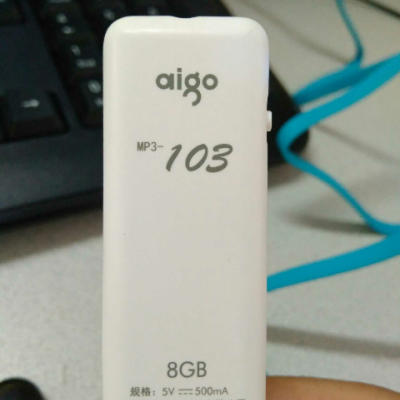 aigo
MP3-103
8GB
规格：5V⎓500mA